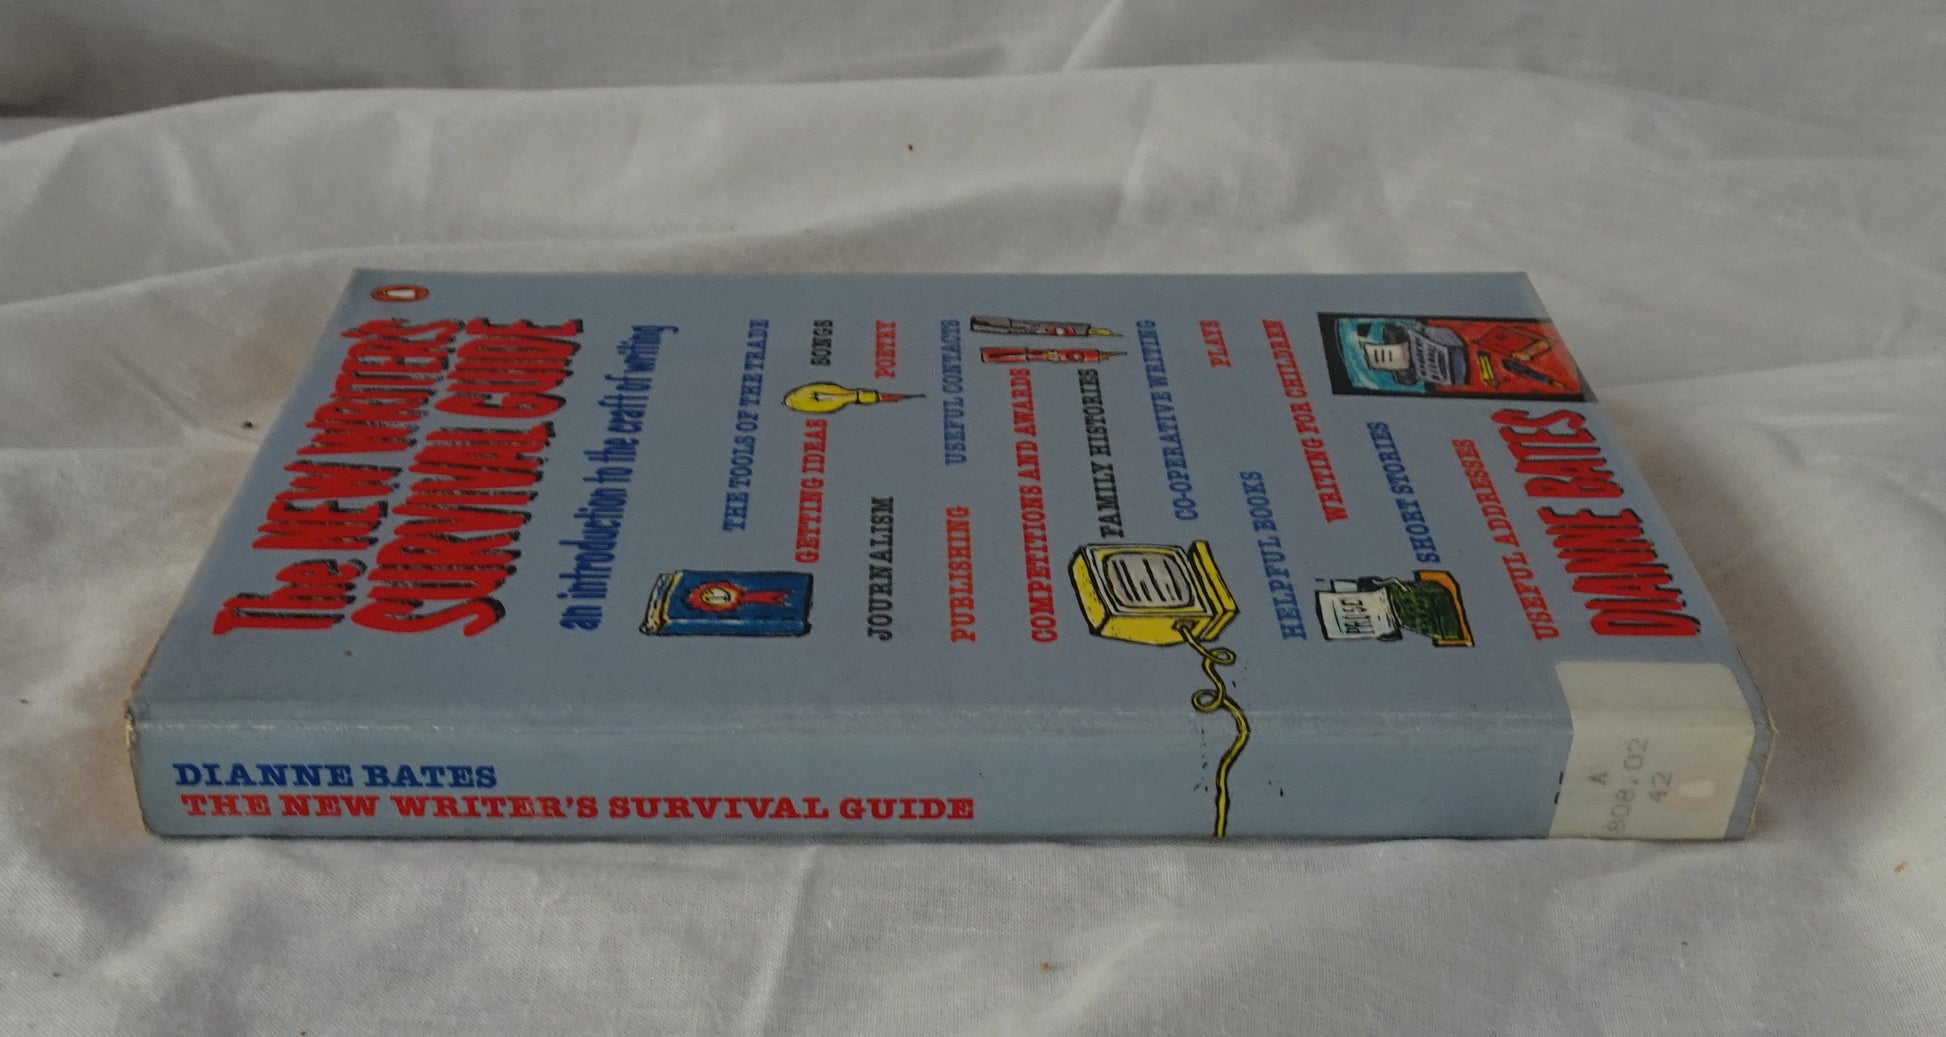 The NEW WRITER'S
SURVIVAL GUIDE
an introduction to the craft of writing
THE TOOLS OF THE TRADE
GETTING IDEAS
SONGS
JOURNALISM
POETRY
PUBLISHING
USEFUL CONTACTS
COMPETITIONS AND AWARDS
FAMILY HISTORIES
CO-OPERATIVE WRITING
PLAYS
HELPFUL BOOKS
WRITING FOR CHILDREN
SHORT STORIES
USEFUL ADDRESSES
DIANNE BATES
DIANNE BATES
THE NEW WRITER'S SURVIVAL GUIDE
A
808.02
42